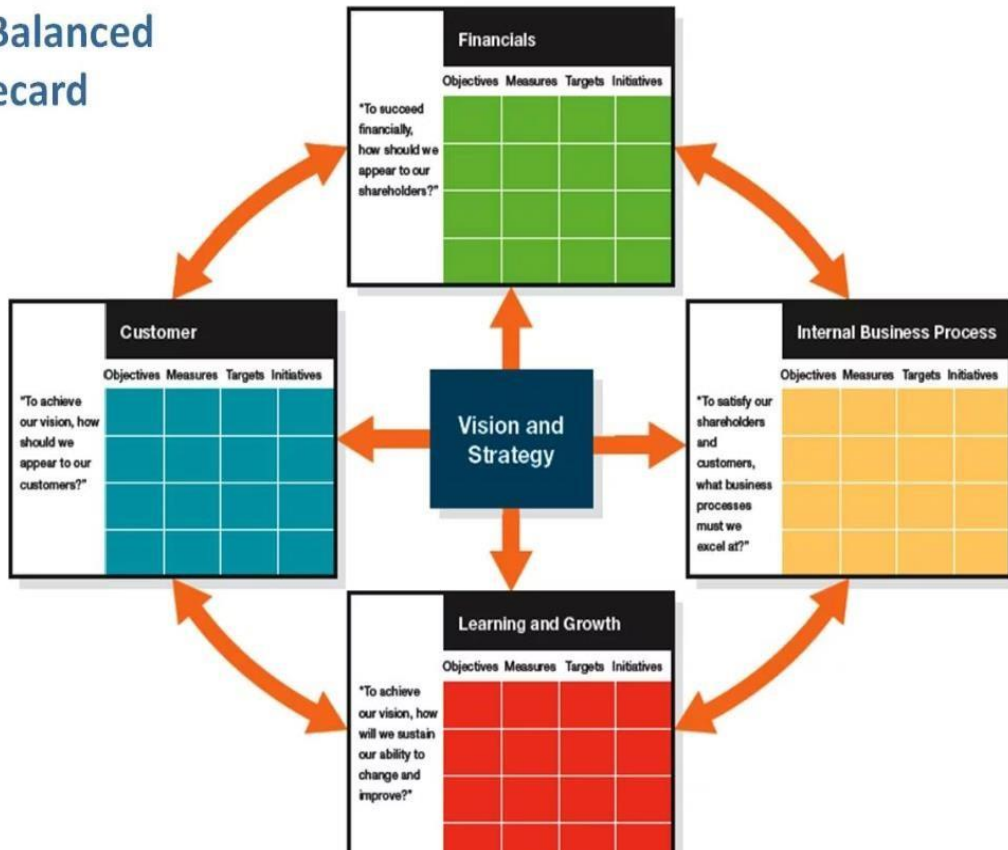 Balanced
ecard
Financials
Objectives Measures Targets Initiatives
"To succeed
financially,
how should we
appear to our
shareholders?"
Customer
Objectives Measures Targets Initiatives
"To achieve
our vision, how
should we
appear to our
customers?"
Vision and
Strategy
Internal Business Process
Objectives Measures Targets Initiatives
"To satisfy our
shareholders
and
customers,
what business
processes
must we
excel at?"
Learning and Growth
Objectives Measures Targets Initiatives
"To achieve
our vision, how
will we sustain
our ability to
change and
improve?"